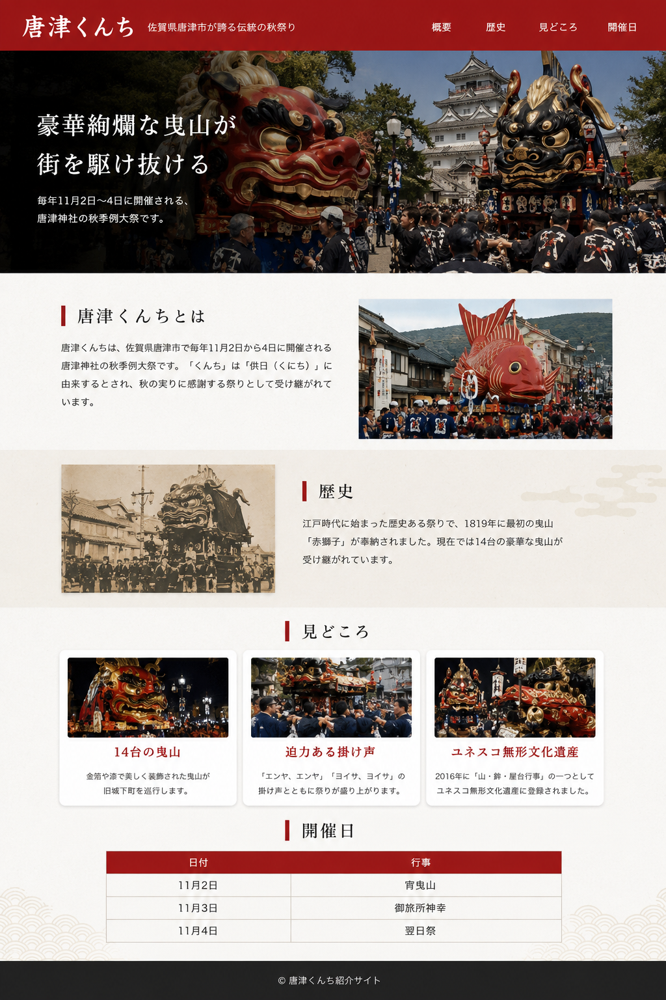 唐津くんち
佐賀県唐津市が誇る伝統の秋祭り
概要
歴史
見どころ
開催日
豪華絢爛な曳山が
街を駆け抜ける
毎年11月2日〜4日に開催される、
唐津神社の秋季例大祭です。
唐津くんちとは
唐津くんちは、佐賀県唐津市で毎年11月2日から4日に開催される
唐津神社の秋季例大祭です。「くんち」は「供日（くにち）」に
由来するとされ、秋の実りに感謝する祭りとして受け継がれて
います。
歴史
江戸時代に始まった歴史ある祭りで、1819年に最初の曳山
「赤獅子」が奉納されました。現在では14台の豪華な曳山が
受け継がれています。
見どころ
14台の曳山
金箔や漆で美しく装飾された曳山が
旧城下町を巡行します。
迫力ある掛け声
「エンヤ、エンヤ」「ヨイサ、ヨイサ」の
掛け声とともに祭りが盛り上がります。
ユネスコ無形文化遺産
2016年に「山・鉾・屋台行事」の一つとして
ユネスコ無形文化遺産に登録されました。
開催日
日付
行事
11月2日
宵曳山
11月3日
御旅所神幸
11月4日
翌日祭
© 唐津くんち紹介サイト